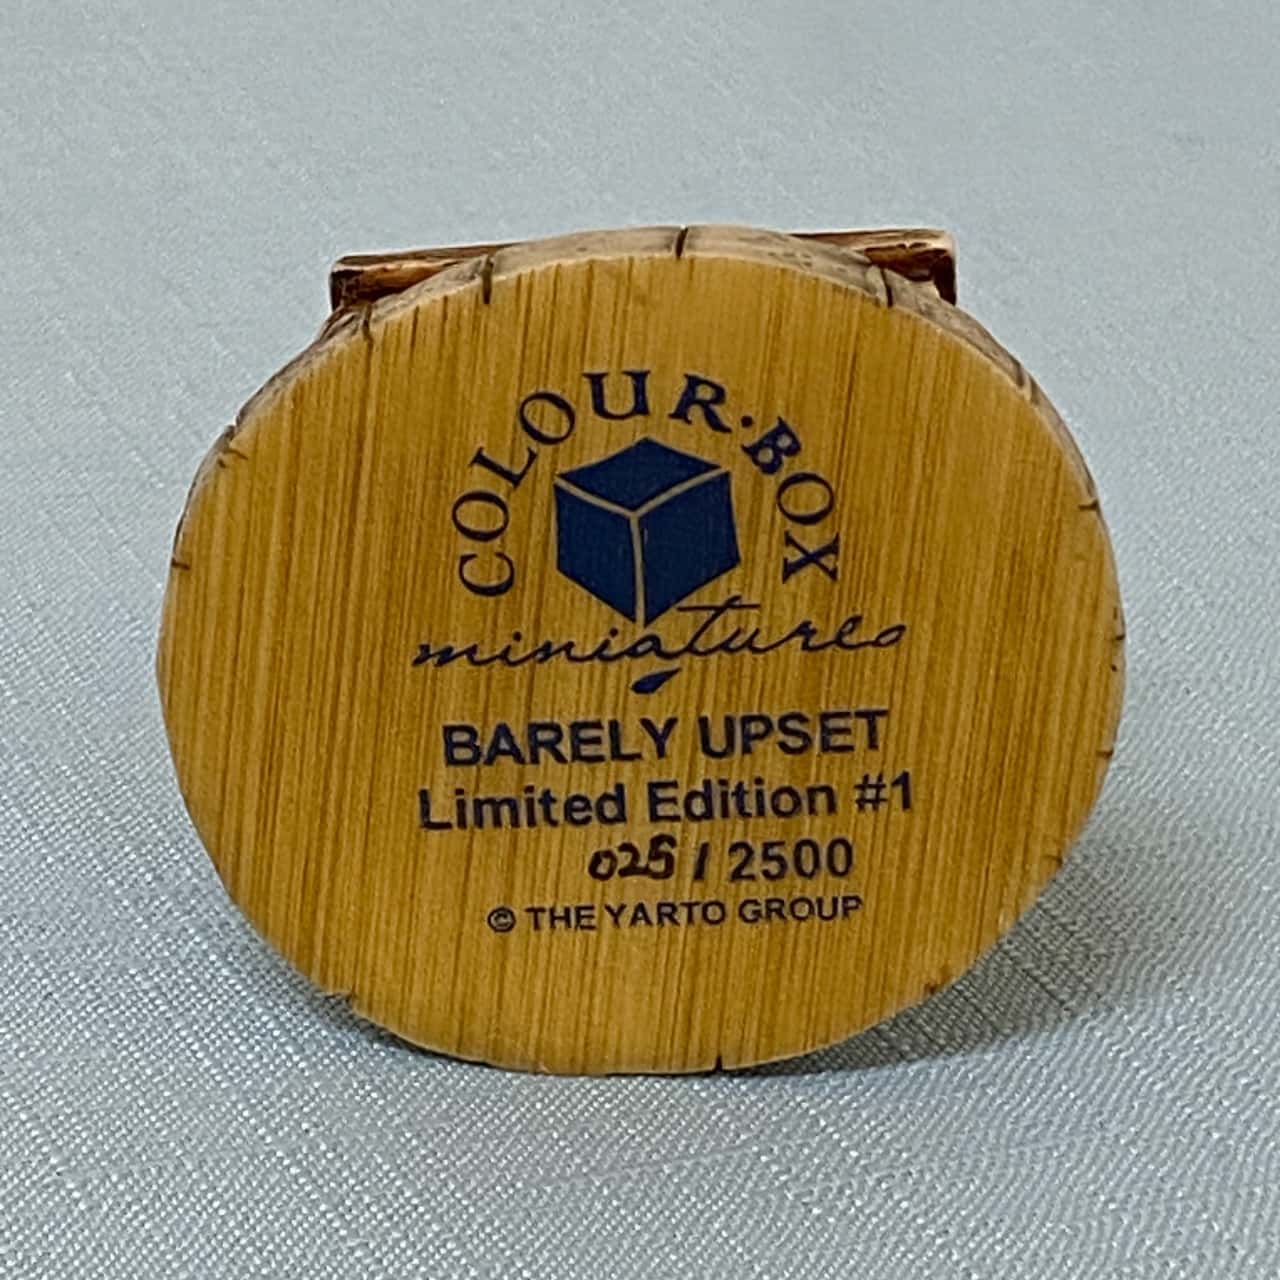 COLOUR·BOX
miniatures
BARELY UPSET
Limited Edition #1
025 / 2500
© THE YARTO GROUP